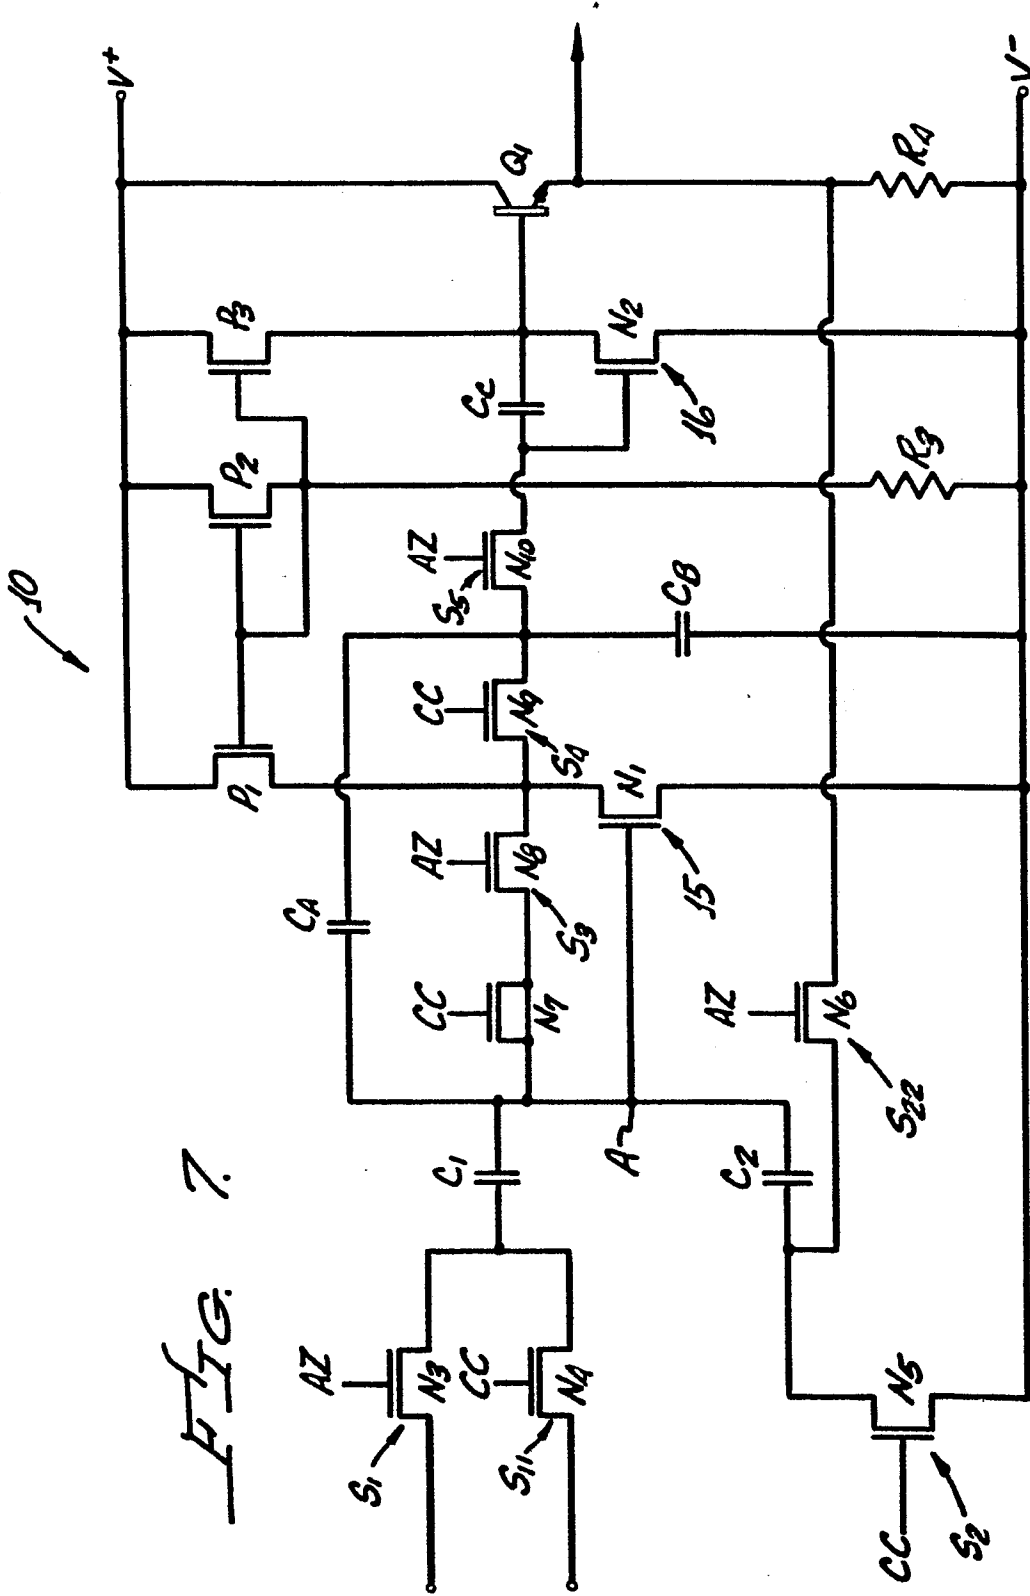 10
V+
P1
P2
P3
Q1
CA
CC
N7
AZ
N8
S3
CC
N9
S4
AZ
S5
N10
CC
C1
A
15
N1
CB
16
N2
R3
R4
V-
C2
AZ
N6
S22
FIG. 7.
AZ
N3
S1
CC
N4
S11
CC
N5
S2